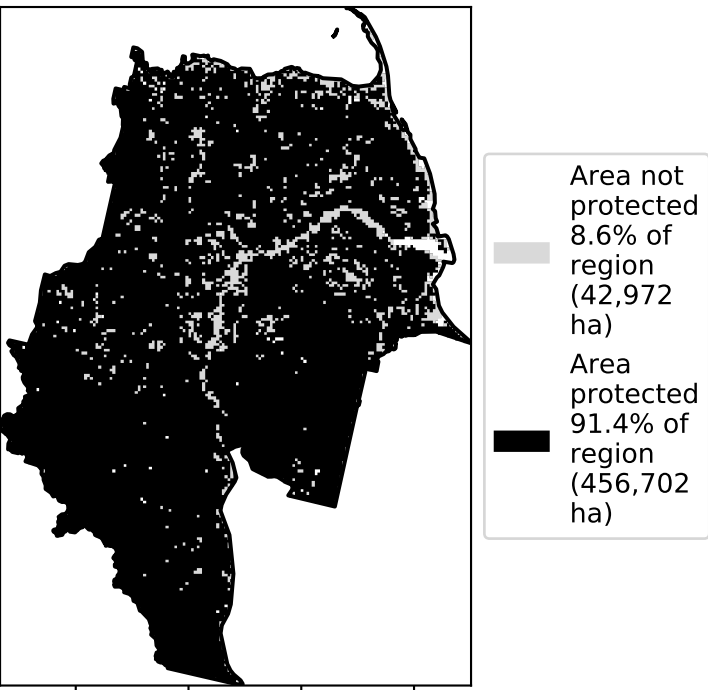 Area not
protected
8.6% of
region
(42,972
ha)
Area
protected
91.4% of
region
(456,702
ha)